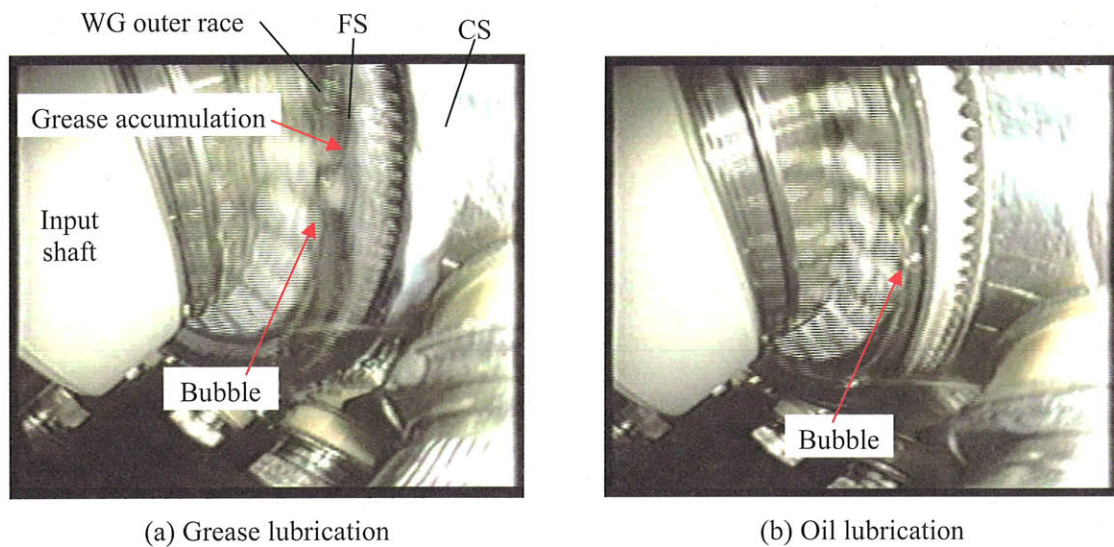 WG outer race
FS
CS
Grease accumulation
Input
shaft
Bubble
Bubble
(a) Grease lubrication
(b) Oil lubrication